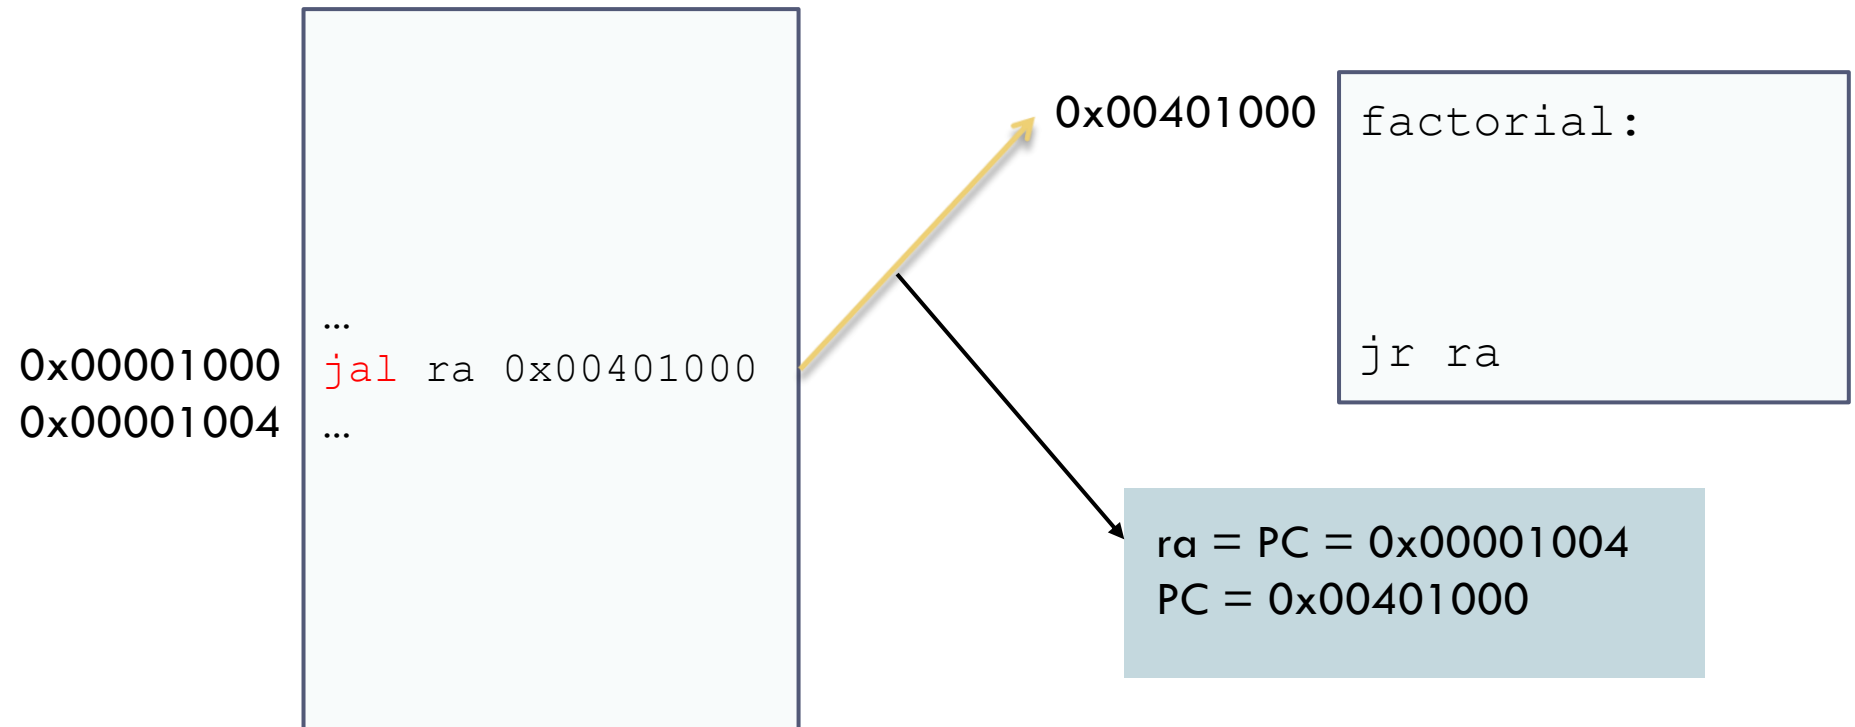 0x00401000
factorial:
…
0x00001000
jal ra 0x00401000
jr ra
0x00001004
…
ra = PC = 0x00001004
PC = 0x00401000